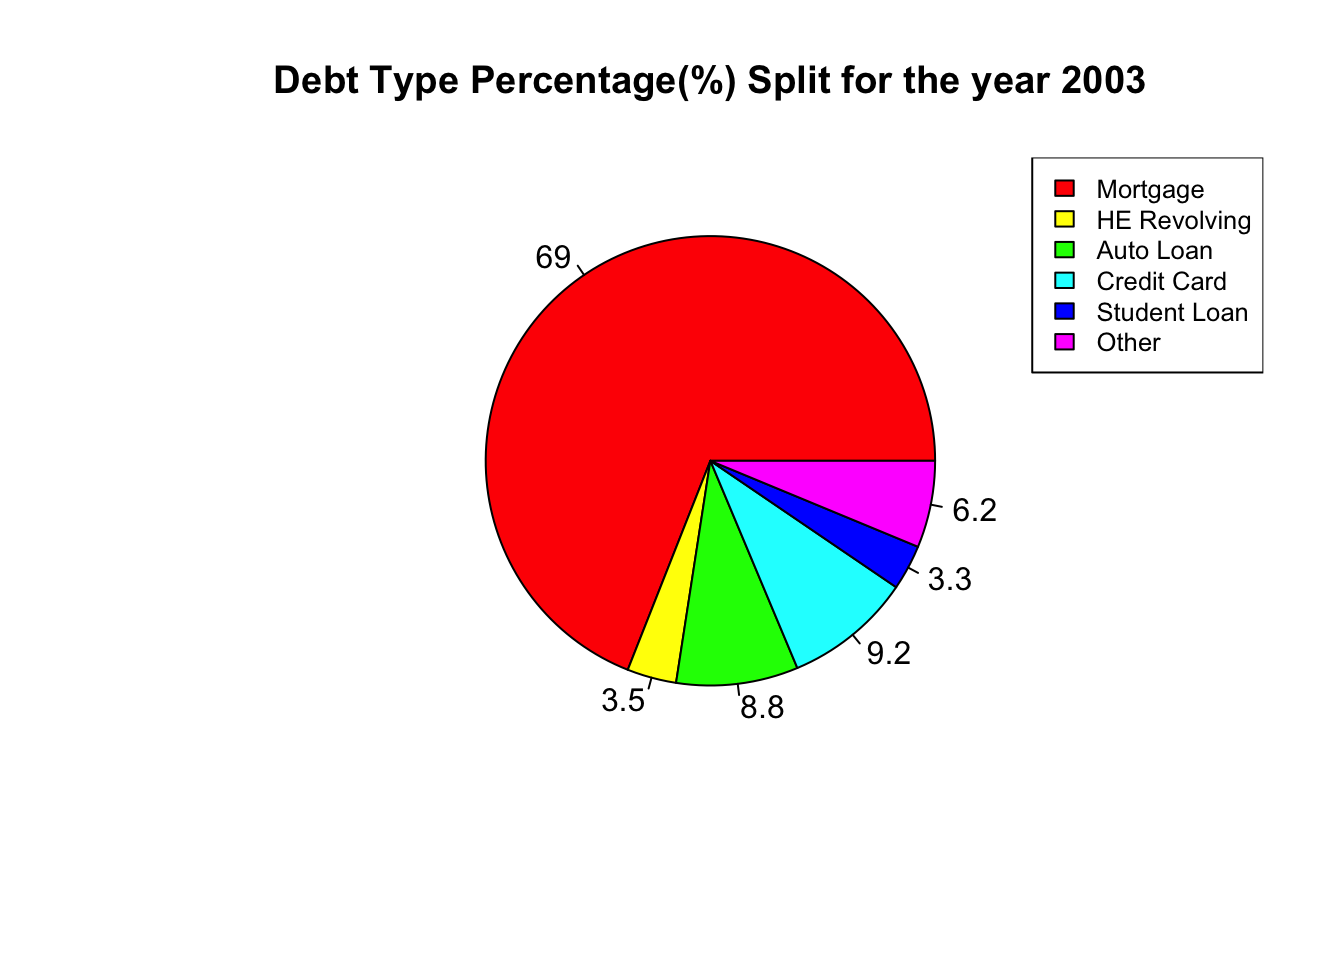 Debt Type Percentage(%) Split for the year 2003
Mortgage
HE Revolving
Auto Loan
Credit Card
Student Loan
Other
69
6.2
3.3
9.2
3.5
8.8